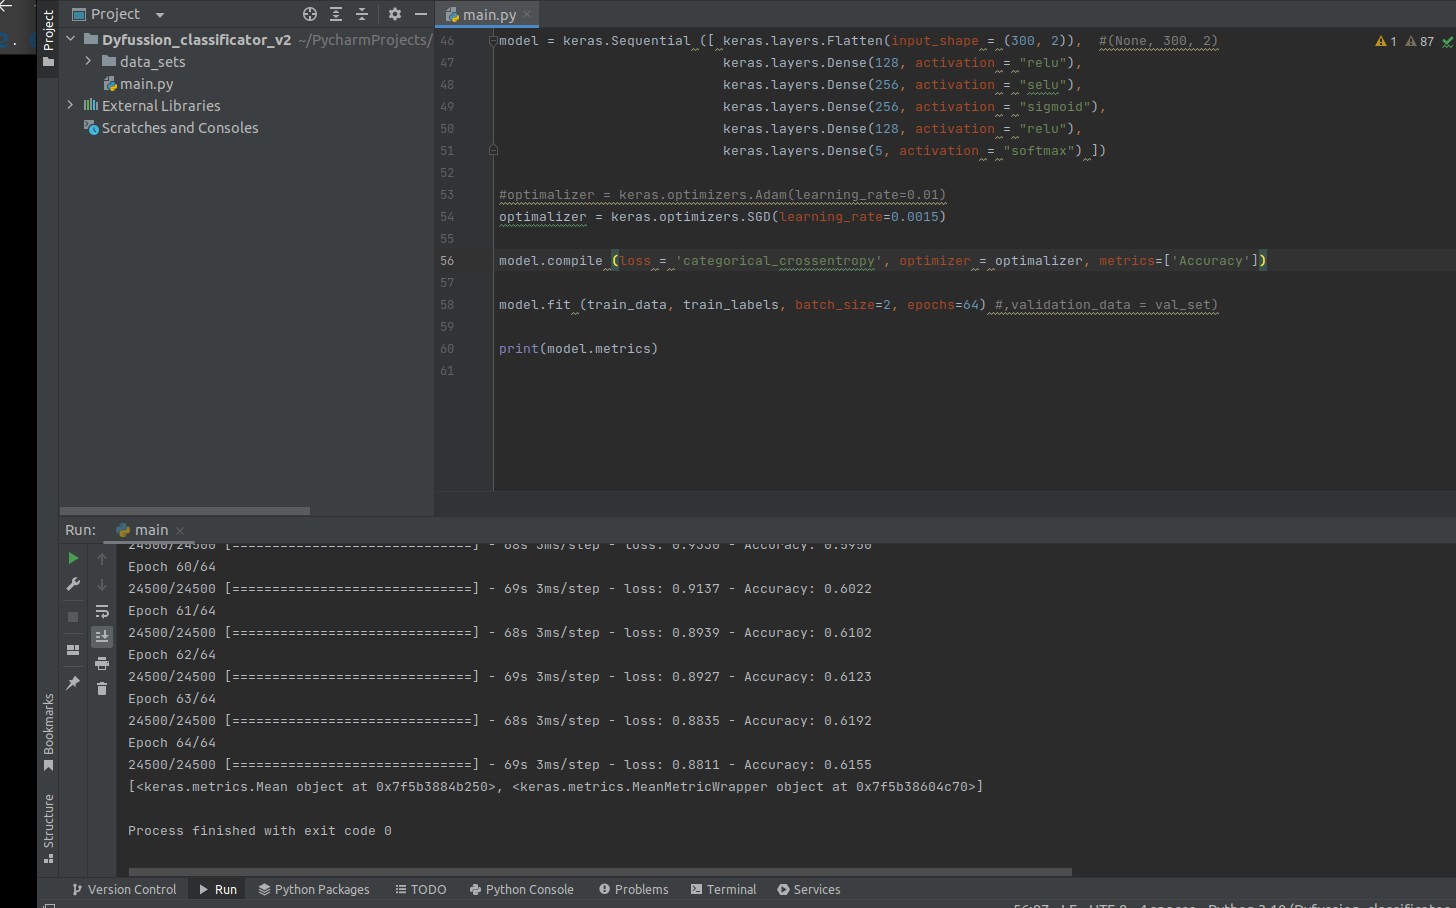 Project
main.py
Project
Dyfussion_classificator_v2 ~/PycharmProjects/
data_sets
main.py
External Libraries
Scratches and Consoles
46 model = keras.Sequential ([ keras.layers.Flatten(input_shape = (300, 2)), #(None, 300, 2)
1 87
47 keras.layers.Dense(128, activation = "relu"),
48 keras.layers.Dense(256, activation = "selu"),
49 keras.layers.Dense(256, activation = "sigmoid"),
50 keras.layers.Dense(128, activation = "relu"),
51 keras.layers.Dense(5, activation = "softmax") ])
52
53 #optimalizer = keras.optimizers.Adam(learning_rate=0.01)
54 optimalizer = keras.optimizers.SGD(learning_rate=0.0015)
55
56 model.compile (loss = 'categorical_crossentropy', optimizer = optimalizer, metrics=['Accuracy'])
57
58 model.fit (train_data, train_labels, batch_size=2, epochs=64) #,validation_data = val_set)
59
60 print(model.metrics)
61
Run: main
24500/24500 [==============================] - 68s 3ms/step - loss: 0.9330 - Accuracy: 0.5950
Epoch 60/64
24500/24500 [==============================] - 69s 3ms/step - loss: 0.9137 - Accuracy: 0.6022
Epoch 61/64
24500/24500 [==============================] - 68s 3ms/step - loss: 0.8939 - Accuracy: 0.6102
Epoch 62/64
24500/24500 [==============================] - 69s 3ms/step - loss: 0.8927 - Accuracy: 0.6123
Epoch 63/64
24500/24500 [==============================] - 68s 3ms/step - loss: 0.8835 - Accuracy: 0.6192
Epoch 64/64
24500/24500 [==============================] - 69s 3ms/step - loss: 0.8811 - Accuracy: 0.6155
[<keras.metrics.Mean object at 0x7f5b3884b250>, <keras.metrics.MeanMetricWrapper object at 0x7f5b38604c70>]
Process finished with exit code 0
Bookmarks
Structure
Version Control Run Python Packages TODO Python Console Problems Terminal Services